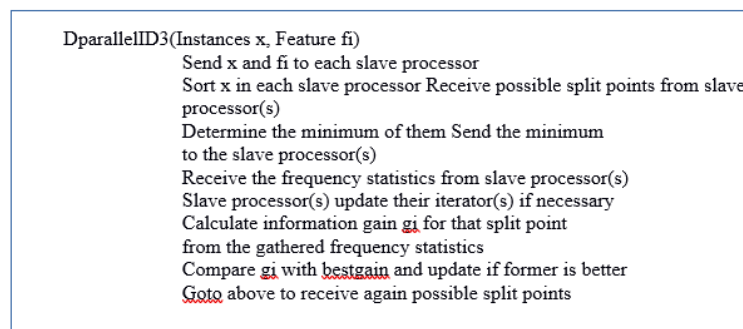 DparallelID3(Instances x, Feature fi)
Send x and fi to each slave processor
Sort x in each slave processor Receive possible split points from slave
processor(s)
Determine the minimum of them Send the minimum
to the slave processor(s)
Receive the frequency statistics from slave processor(s)
Slave processor(s) update their iterator(s) if necessary
Calculate information gain gi for that split point
from the gathered frequency statistics
Compare gi with bestgain and update if former is better
Goto above to receive again possible split points